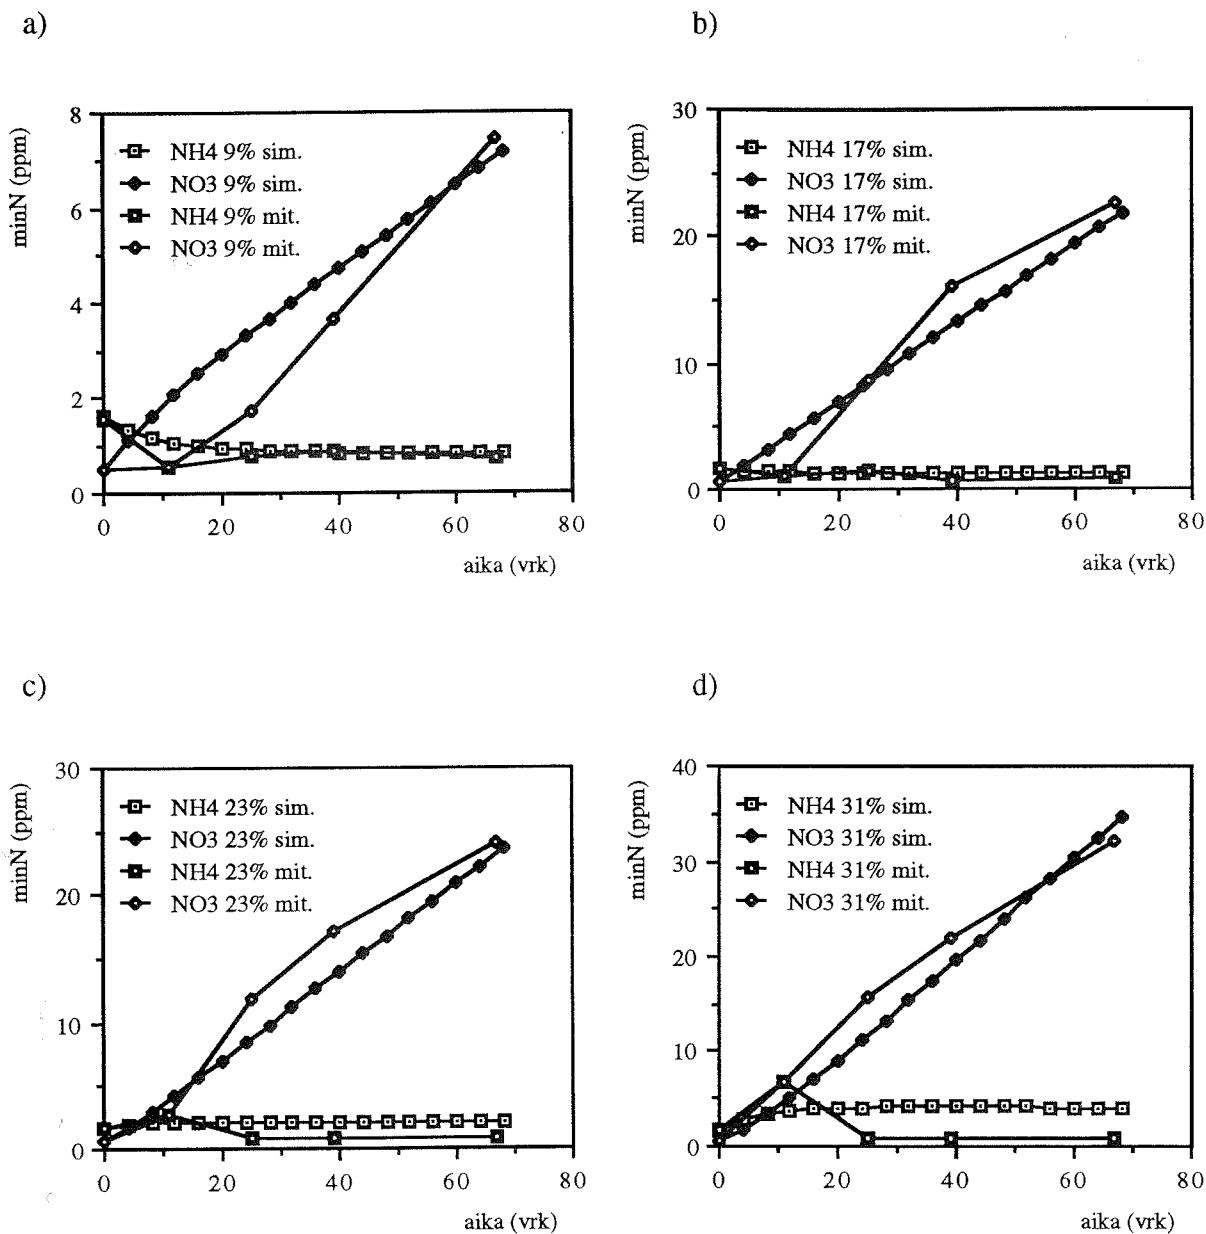 a)
minN (ppm)
8
6
4
2
0
NH4 9% sim.
NO3 9% sim.
NH4 9% mit.
NO3 9% mit.
0 20 40 60 80
aika (vrk)
b)
minN (ppm)
30
20
10
0
NH4 17% sim.
NO3 17% sim.
NH4 17% mit.
NO3 17% mit.
0 20 40 60 80
aika (vrk)
c)
minN (ppm)
30
20
10
0
NH4 23% sim.
NO3 23% sim.
NH4 23% mit.
NO3 23% mit.
0 20 40 60 80
aika (vrk)
d)
minN (ppm)
40
30
20
10
0
NH4 31% sim.
NO3 31% sim.
NH4 31% mit.
NO3 31% mit.
0 20 40 60 80
aika (vrk)